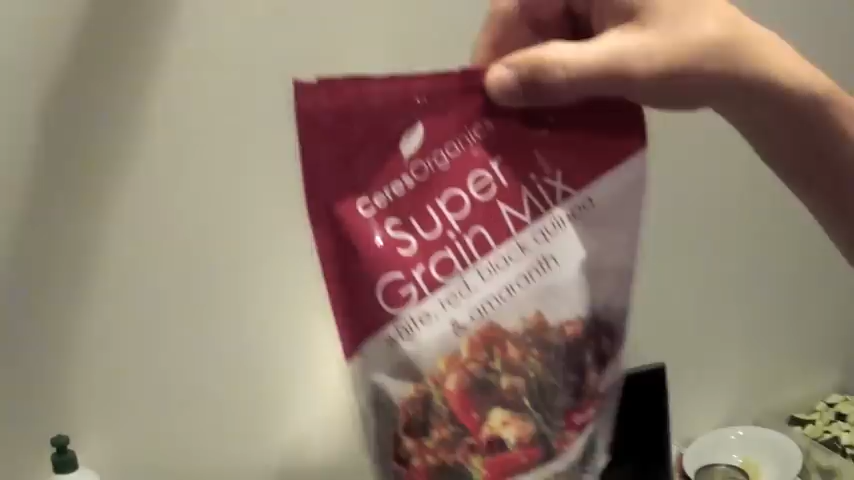 CeresOrganics
Super
Grain Mix
white, red, black quinoa
& amaranth